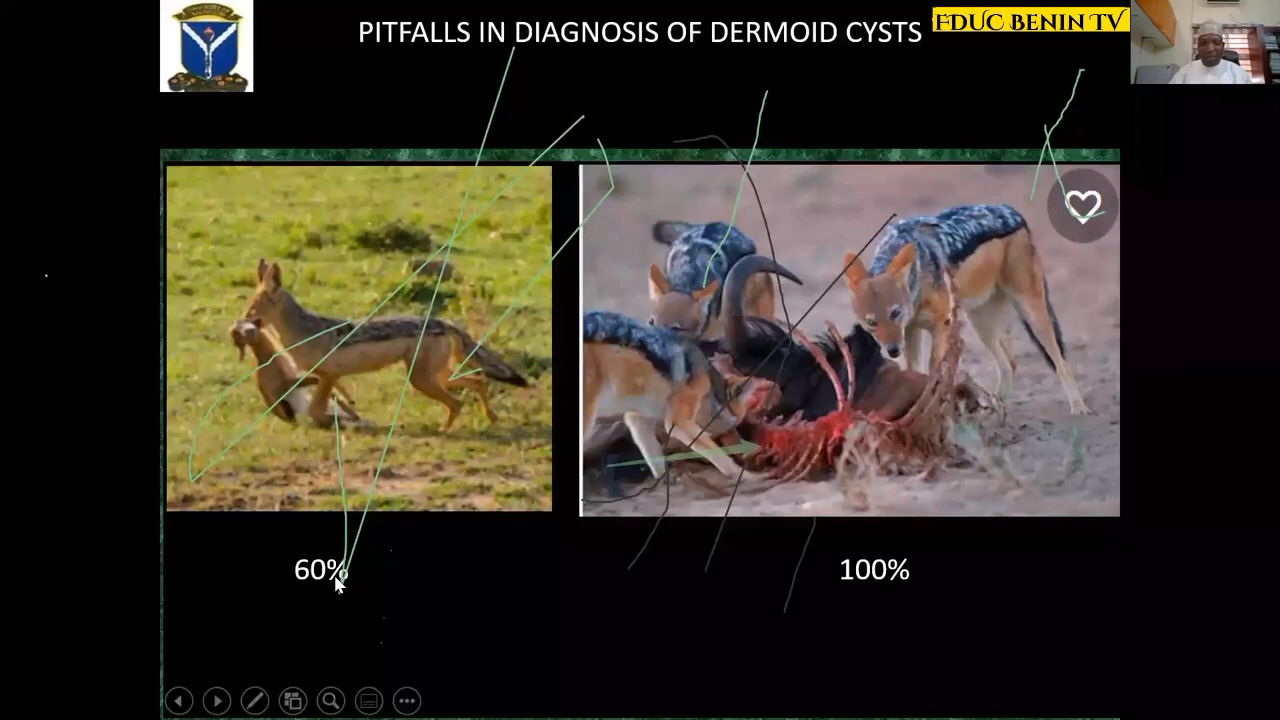 PITFALLS IN DIAGNOSIS OF DERMOID CYSTS
EDUC BENIN TV
60%
100%